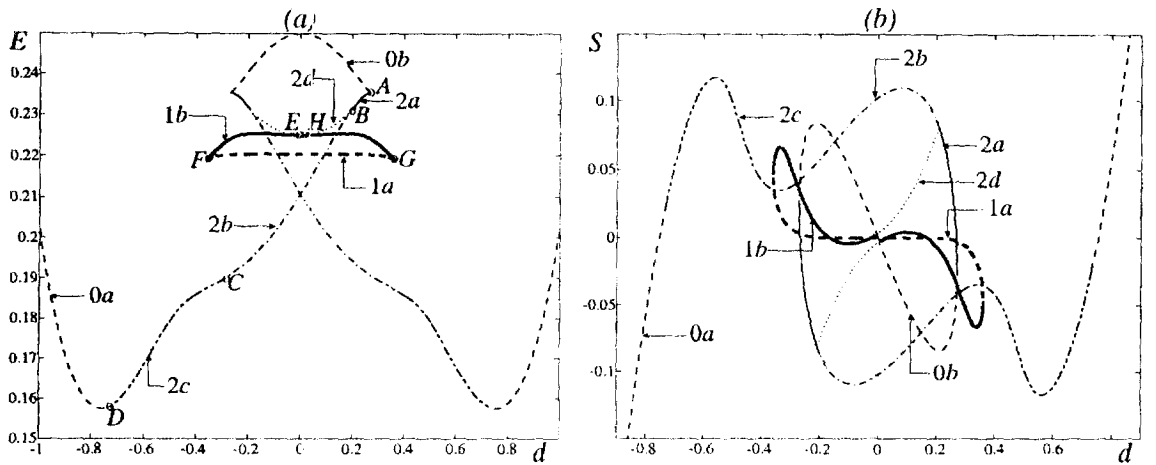 (a)
E
0.24
0.23
0.22
0.21
0.2
0.19
0.18
0.17
0.16
0.15
-1
-0.8
-0.6
-0.4
-0.2
0.2
0.4
0.6
0.8
d
0b
2d
A
2a
B
1b
E
H
F
G
1a
2b
C
0a
2c
D
(b)
S
0.1
0.05
0
-0.05
-0.1
-0.8
-0.6
-0.4
-0.2
0
0.2
0.4
0.6
d
2b
2c
2a
2d
1a
1b
0a
0b